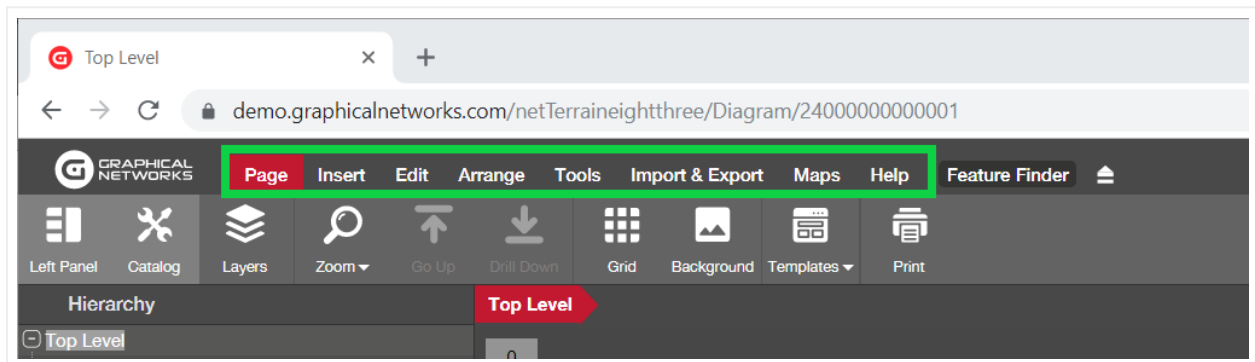 Top Level
demo.graphicalnetworks.com/netTerraineightthree/Diagram/24000000000001
GRAPHICAL
NETWORKS
Page Insert Edit Arrange Tools Import & Export Maps Help Feature Finder
Left Panel Catalog Layers Zoom Go Up Drill Down Grid Background Templates Print
Hierarchy Top Level
Top Level
0